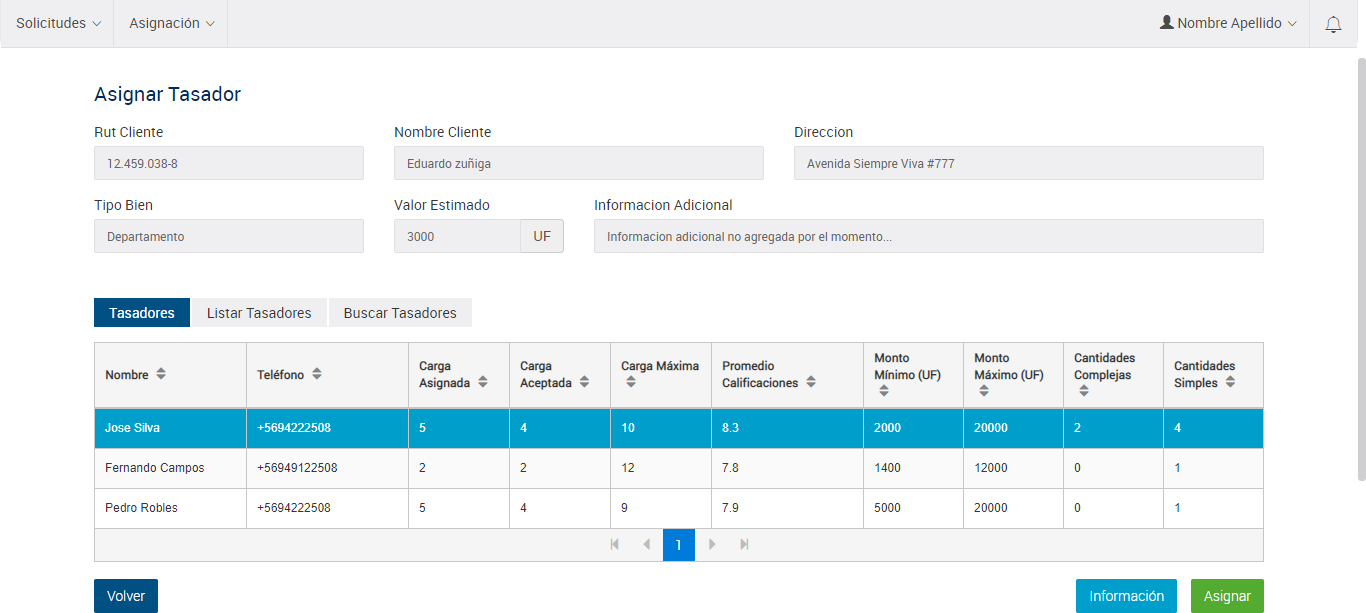 Solicitudes Asignación Nombre Apellido
Asignar Tasador
Rut Cliente Nombre Cliente Direccion
12.459.038-8 Eduardo zuñiga Avenida Siempre Viva #777
Tipo Bien Valor Estimado Informacion Adicional
Departamento 3000 UF Informacion adicional no agregada por el momento...
Tasadores Listar Tasadores Buscar Tasadores
Nombre Teléfono Carga Asignada Carga Aceptada Carga Máxima Promedio Calificaciones Monto Mínimo (UF) Monto Máximo (UF) Cantidades Complejas Cantidades Simples
Jose Silva +5694222508 5 4 10 8.3 2000 20000 2 4
Fernando Campos +56949122508 2 2 12 7.8 1400 12000 0 1
Pedro Robles +5694222508 5 4 9 7.9 5000 20000 0 1
1
Volver Información Asignar